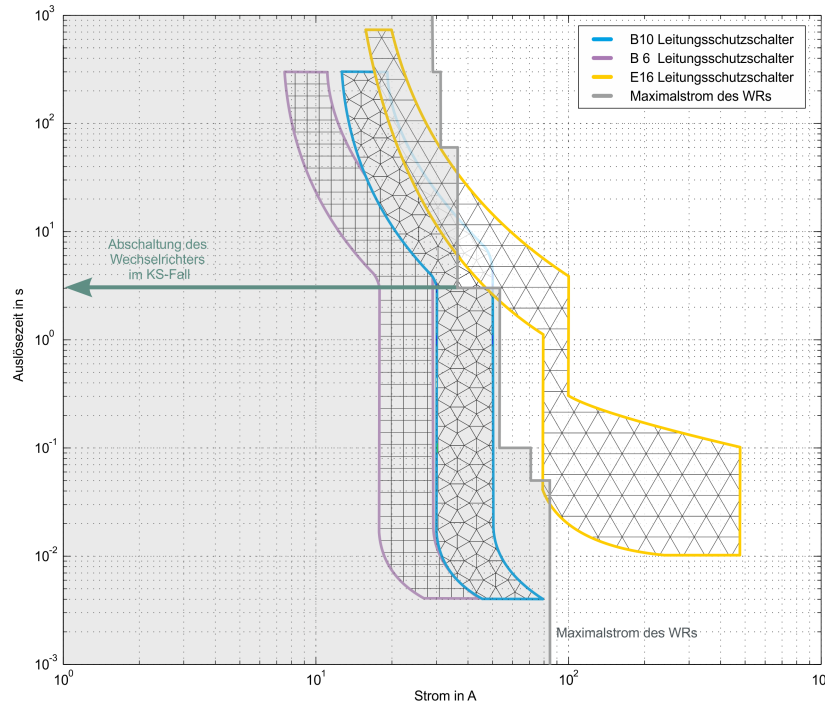 10³
10²
10¹
10⁰
10⁻¹
10⁻²
10⁻³
Auslösezeit in s
B10 Leitungsschutzschalter
B 6 Leitungsschutzschalter
E16 Leitungsschutzschalter
Maximalstrom des WRs
Abschaltung des
Wechselrichters
im KS-Fall
Maximalstrom des WRs
10⁰
10¹
10²
10
Strom in A